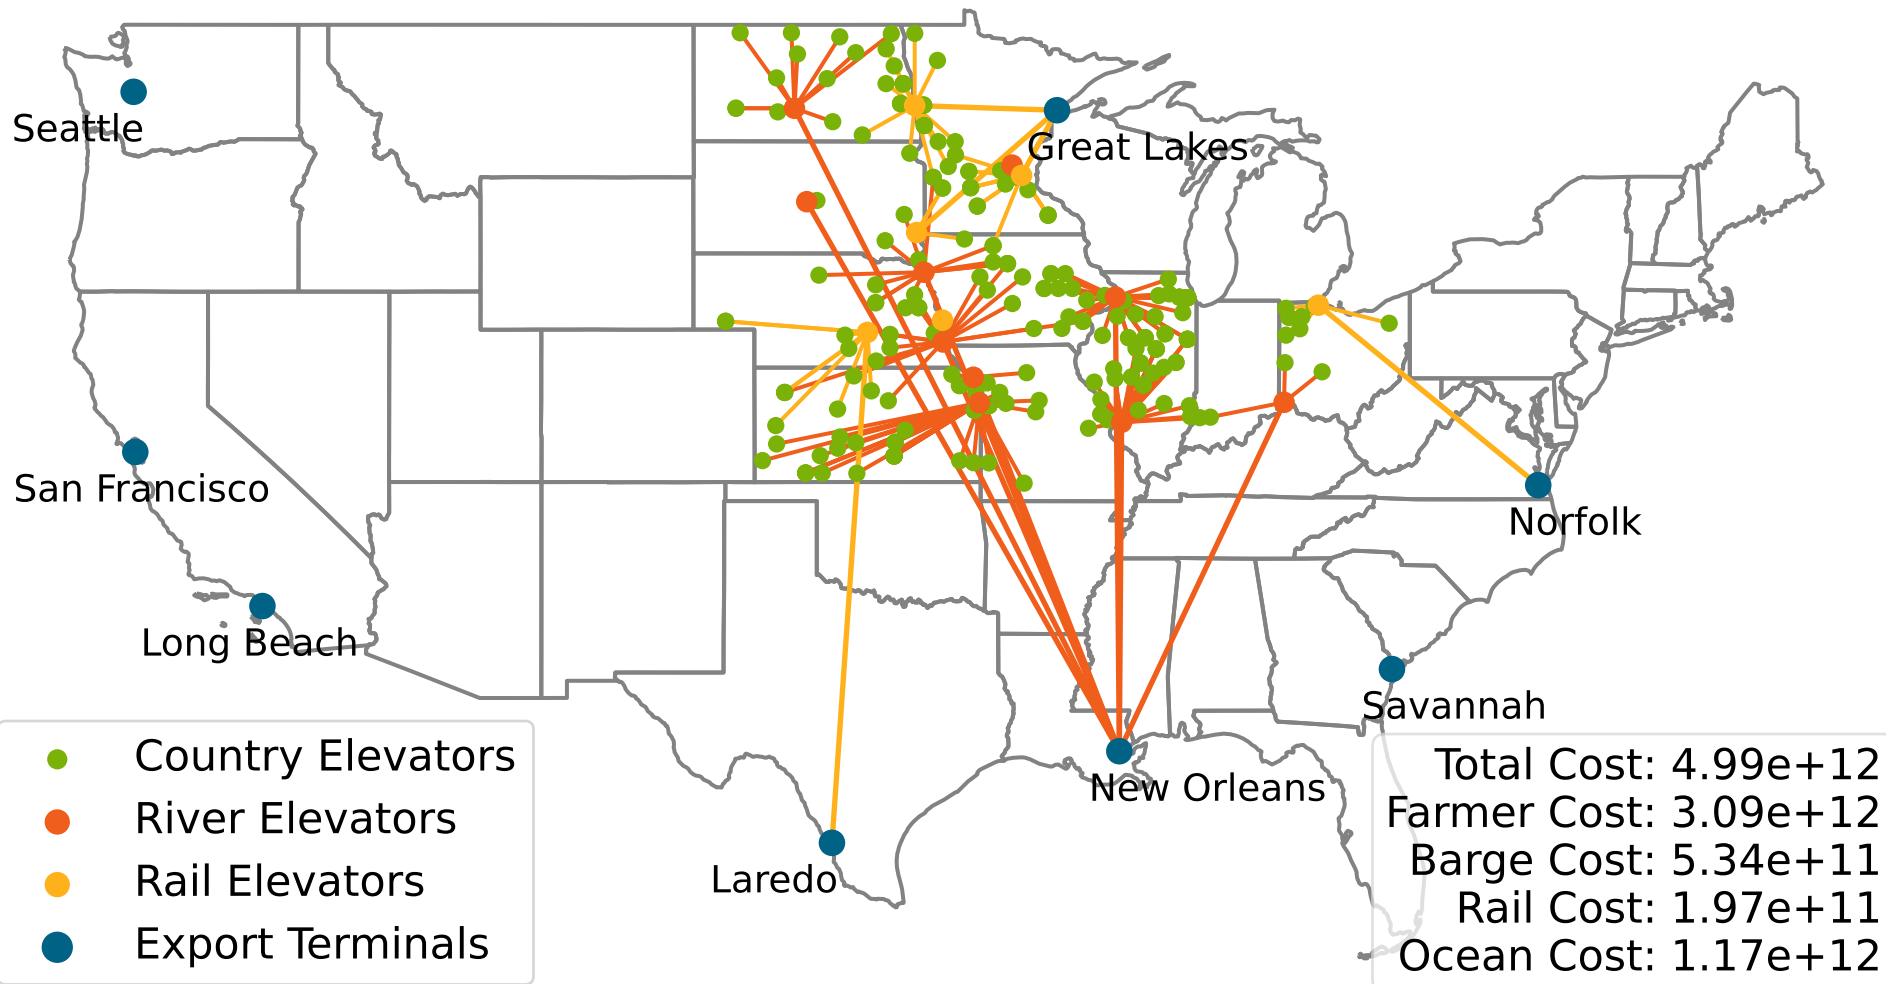 Seattle
Great Lakes
San Francisco
Norfolk
Long Beach
Savannah
New Orleans
Laredo
Country Elevators
River Elevators
Rail Elevators
Export Terminals
Total Cost: 4.99e+12
Farmer Cost: 3.09e+12
Barge Cost: 5.34e+11
Rail Cost: 1.97e+11
Ocean Cost: 1.17e+12